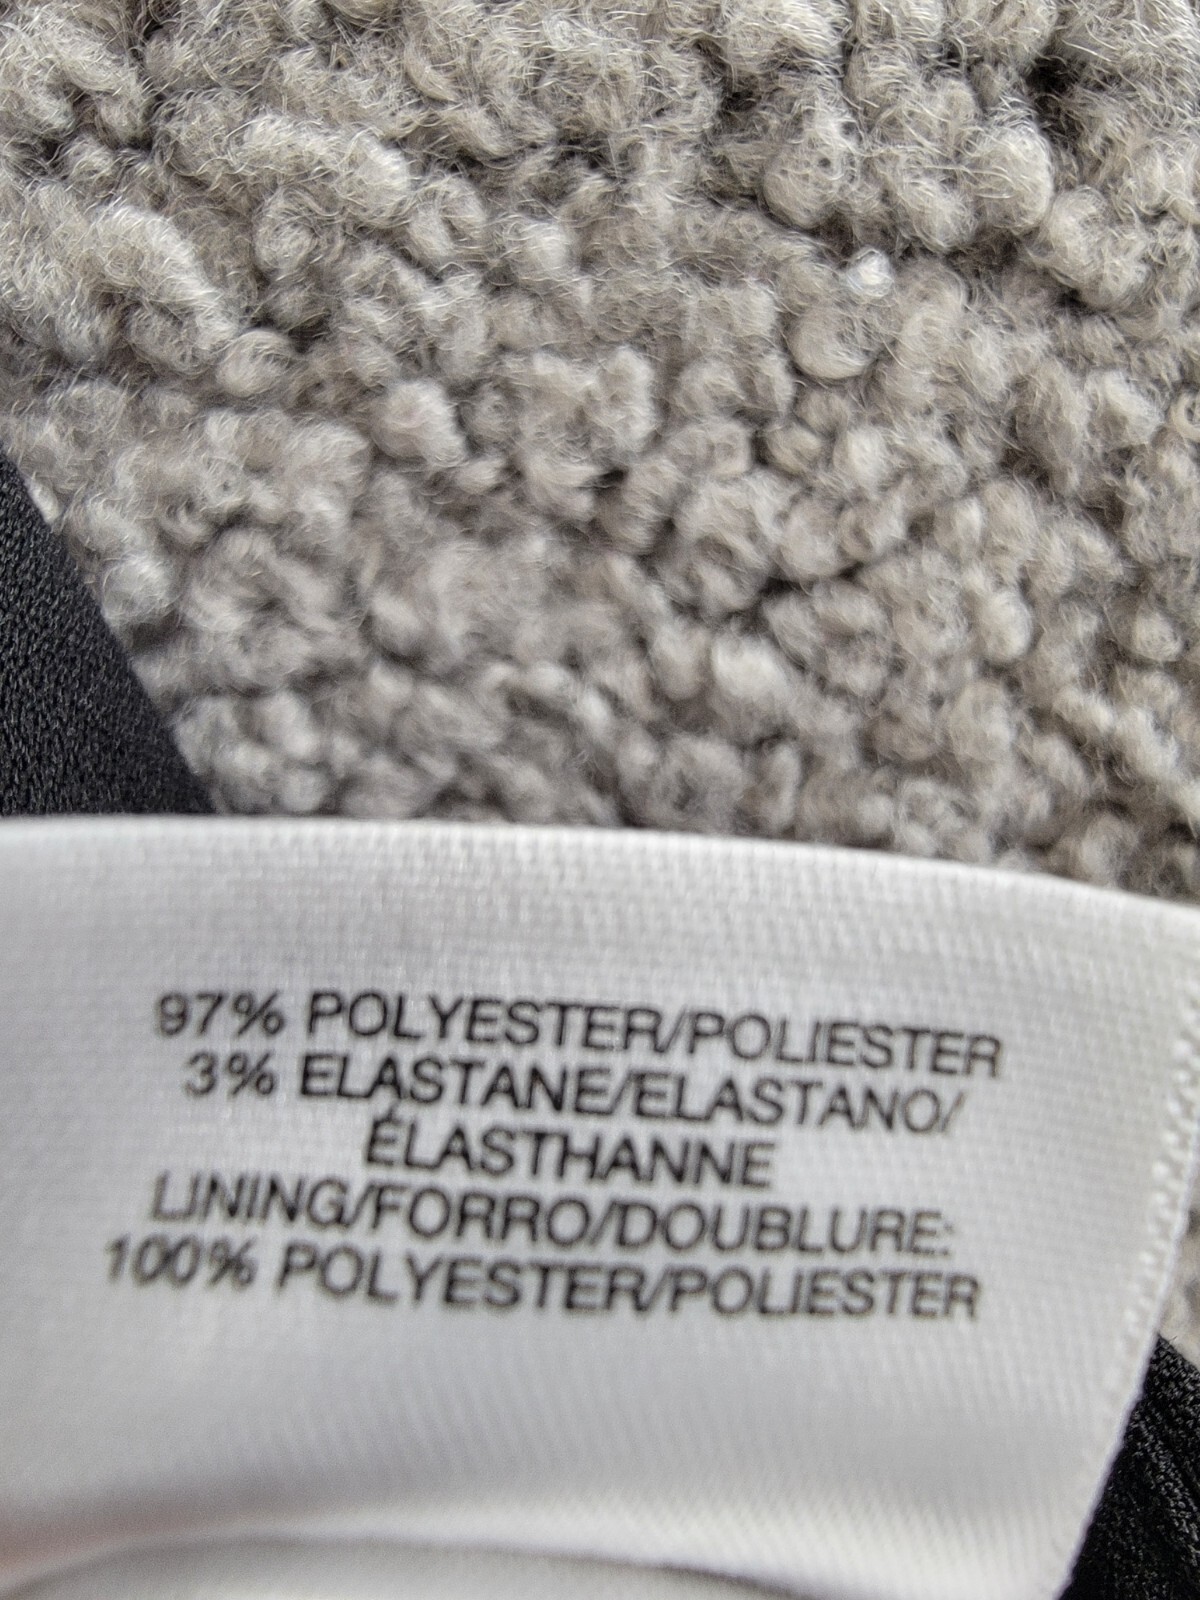 97% POLYESTER/POLIESTER
3% ELASTANE/ELASTANO/
ÉLASTHANNE
LINING/FORRO/DOUBLURE:
100% POLYESTER/POLIESTER